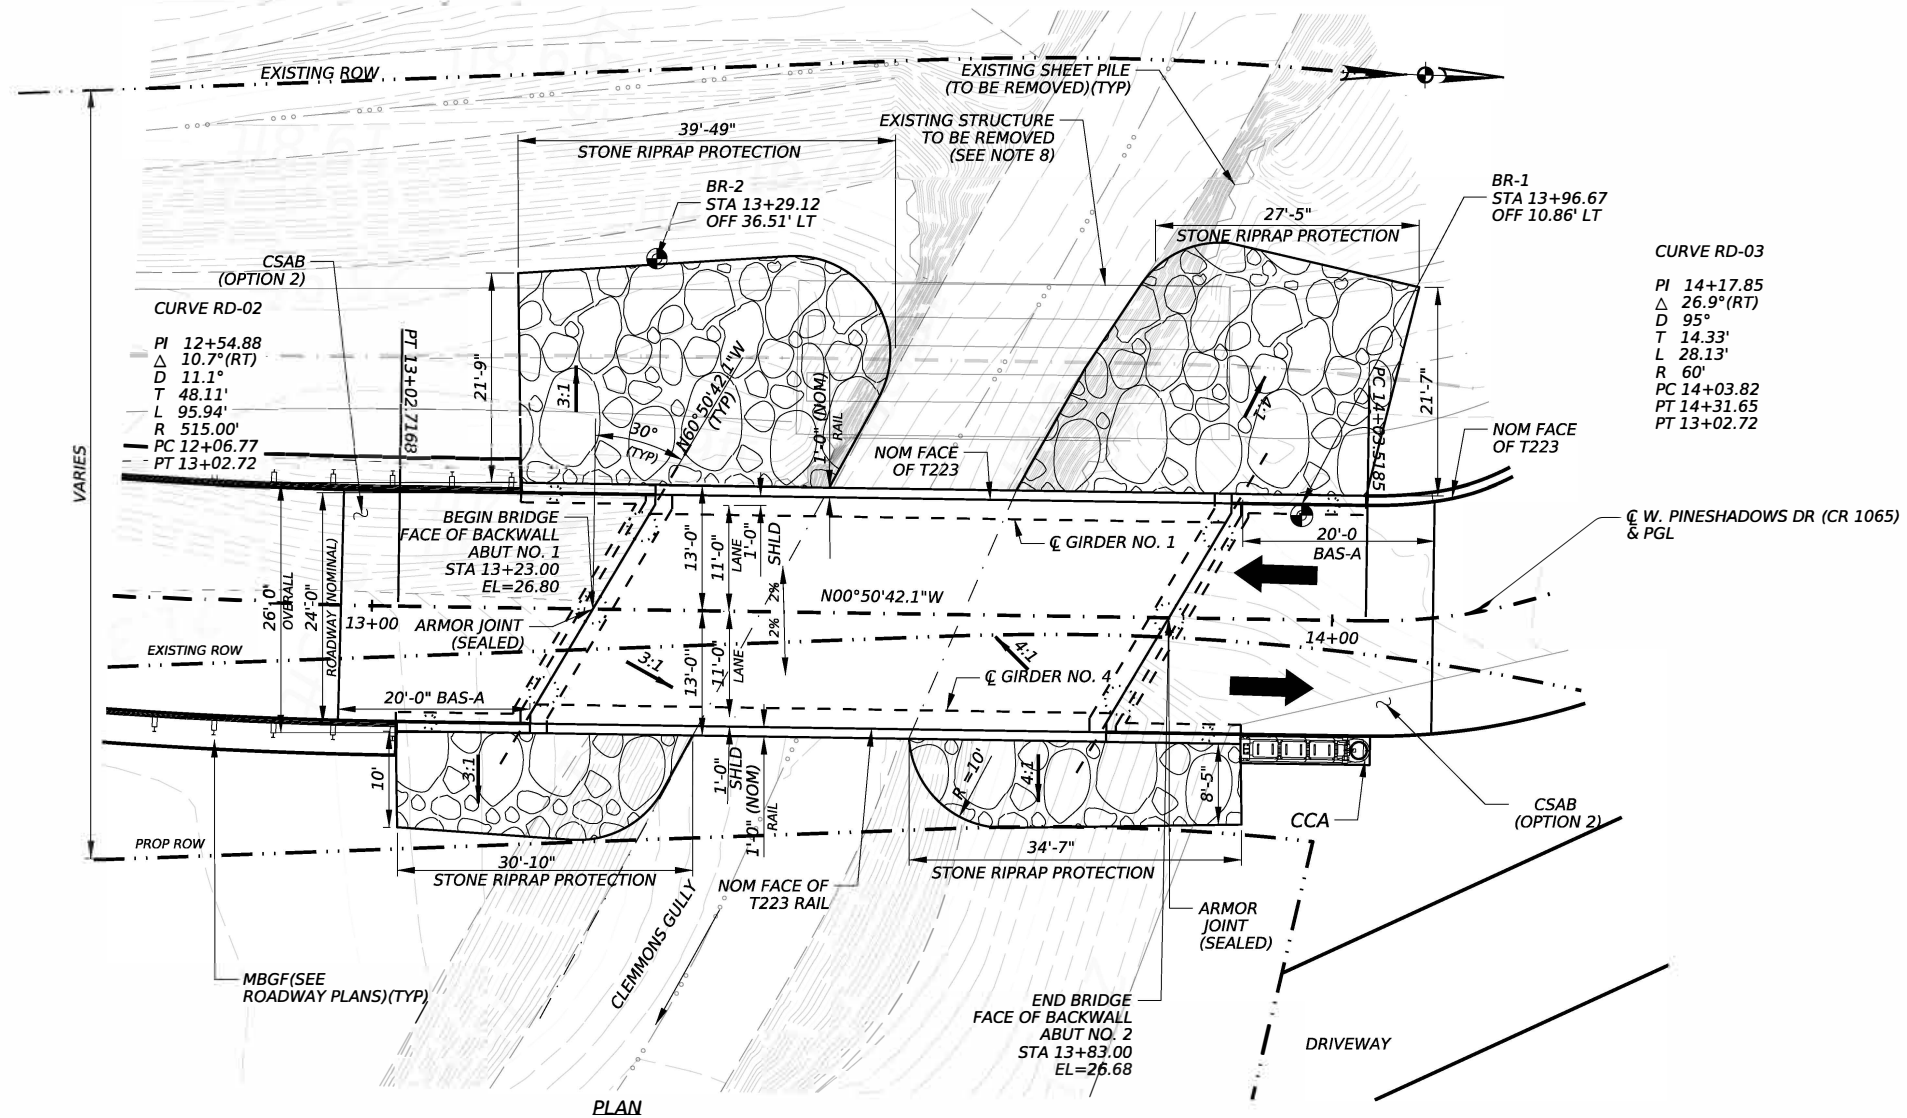 EXISTING ROW
EXISTING SHEET PILE
(TO BE REMOVED)(TYP)
EXISTING STRUCTURE
TO BE REMOVED
(SEE NOTE 8)
39'-49"
STONE RIPRAP PROTECTION
BR-2
STA 13+29.12
OFF 36.51' LT
BR-1
STA 13+96.67
OFF 10.86' LT
27'-5"
STONE RIPRAP PROTECTION
CSAB
(OPTION 2)
CURVE RD-02
PI 12+54.88
△ 10.7°(RT)
D 11.1°
T 48.11'
L 95.94'
R 515.00'
PC 12+06.77
PT 13+02.72
CURVE RD-03
PI 14+17.85
△ 26.9°(RT)
D 95°
T 14.33'
L 28.13'
R 60'
PC 14+03.82
PT 14+31.65
PT 13+02.72
PT 13+02.7168
21'-9"
3:1
30°
(TYP)
N60°50'42.1"W
(TYP)
1'-0" (NOM)
RAIL
4:1
PC 14+03.5185
21'-7"
NOM FACE
OF T223
NOM FACE
OF T223
VARIES
BEGIN BRIDGE
FACE OF BACKWALL
ABUT NO. 1
STA 13+23.00
EL=26.80
13'-0"
11'-0"
LANE
1'-0"
SHLD
℄ GIRDER NO. 1
20'-0
BAS-A
℄ W. PINESHADOWS DR (CR 1065)
& PGL
26'-0"
OVERALL
24'-0"
ROADWAY (NOMINAL)
2%
2%
N00°50'42.1"W
13+00
ARMOR JOINT
(SEALED)
14+00
EXISTING ROW
3:1
4:1
13'-0"
11'-0"
LANE
℄ GIRDER NO. 4
20'-0" BAS-A
10'
3:1
1'-0"
SHLD
1'-0" (NOM)
RAIL
R =10'
4:1
8'-5"
CCA
CSAB
(OPTION 2)
PROP ROW
30'-10"
STONE RIPRAP PROTECTION
34'-7"
STONE RIPRAP PROTECTION
NOM FACE OF
T223 RAIL
CLEMMONS GULLY
ARMOR
JOINT
(SEALED)
MBGF(SEE
ROADWAY PLANS)(TYP)
END BRIDGE
FACE OF BACKWALL
ABUT NO. 2
STA 13+83.00
EL=26.68
DRIVEWAY
PLAN